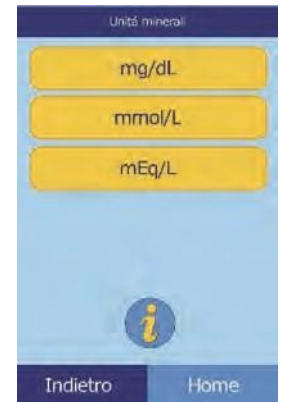 Unità minerali
mg/dL
mmol/L
mEq/L
i
Indietro
Home